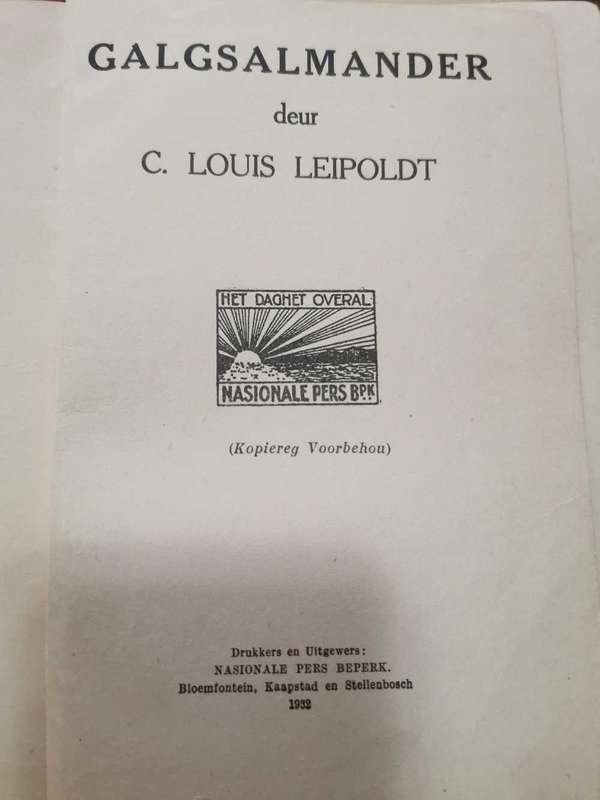 GALGSALMANDER
deur
C. LOUIS LEIPOLDT
HET DAGHET OVERAL
NASIONALE PERS BPK
(Kopiereg Voorbehou)
Drukkers en Uitgewers:
NASIONALE PERS BEPERK.
Bloemfontein, Kaapstad en Stellenbosch
1932